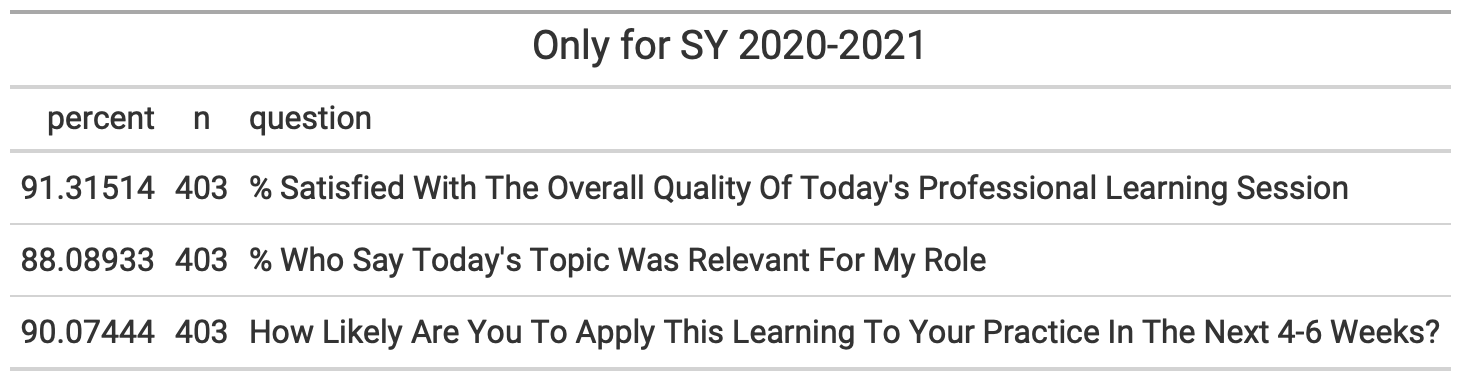 Only for SY 2020-2021
percent n question
91.31514 403 % Satisfied With The Overall Quality Of Today's Professional Learning Session
88.08933 403 % Who Say Today's Topic Was Relevant For My Role
90.07444 403 How Likely Are You To Apply This Learning To Your Practice In The Next 4-6 Weeks?